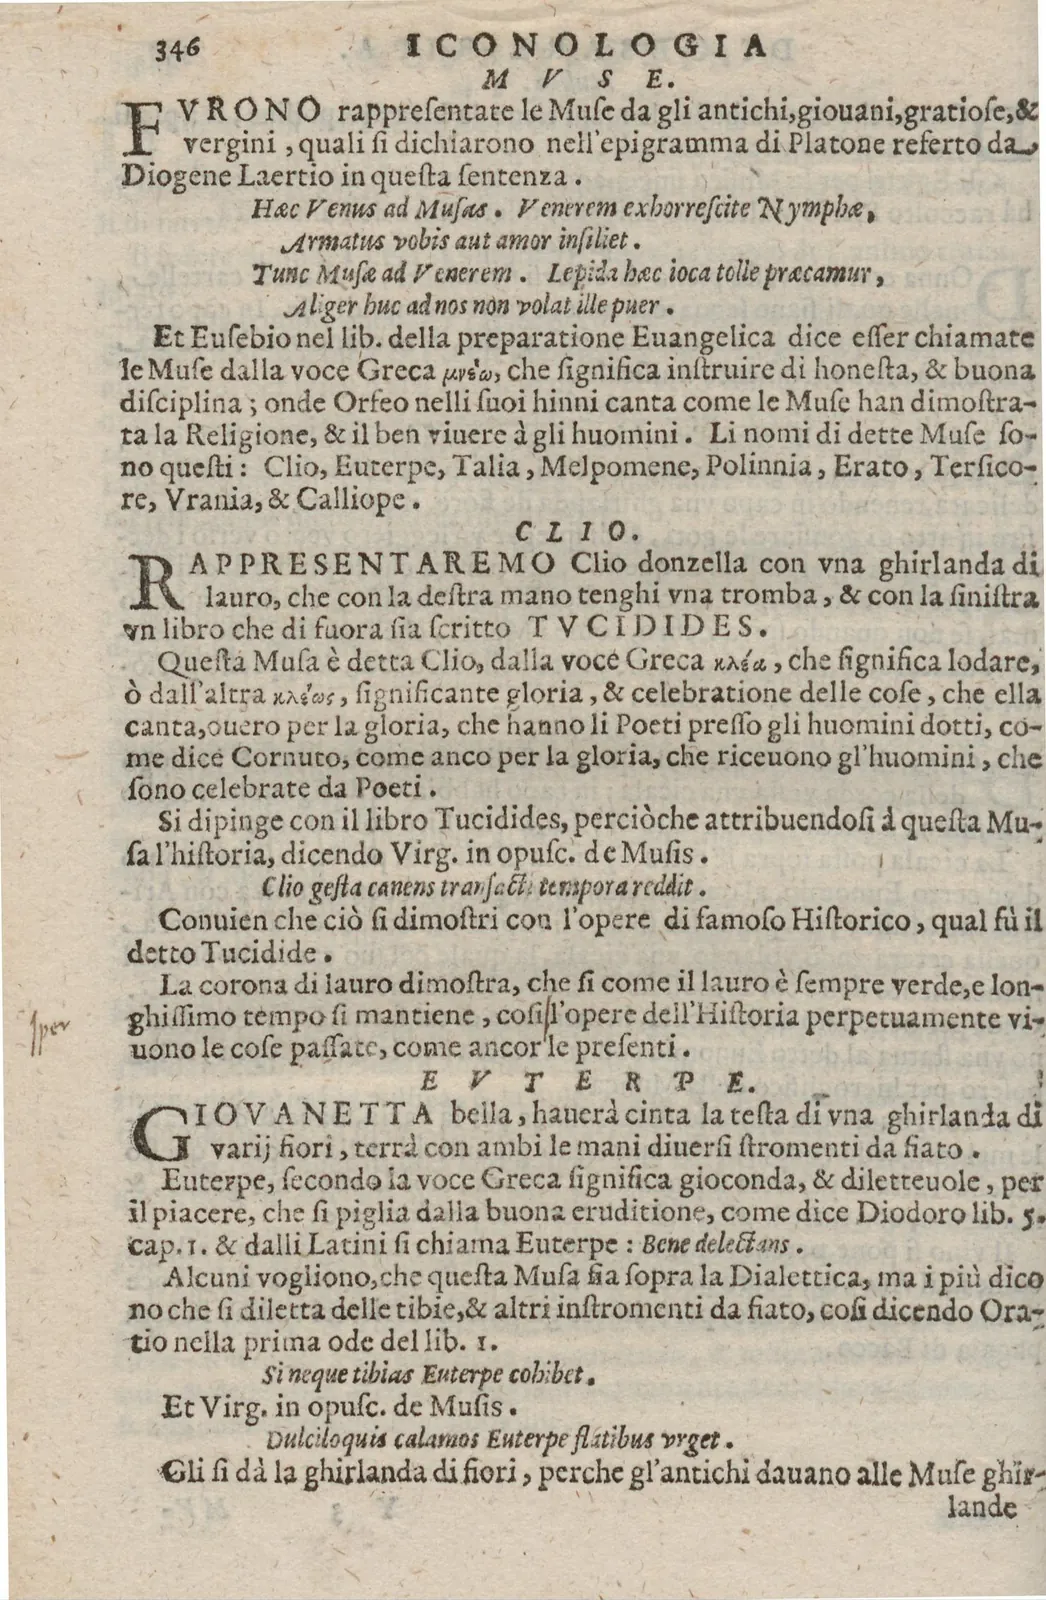 346 ICONOLOGIA
MVSE.
FVRONO rappreſentate le Muſe da gli antichi,giouani,gratioſe,&
vergini , quali ſi dichiarono nell'epigramma di Platone referto da
Diogene Laertio in queſta ſentenza .
Hæc Venus ad Muſas . Venerem exhorreſcite Nymphæ,
Armatus vobis aut amor inſiliet .
Tunc Muſæ ad Venerem . Lepida hæc ioca tolle præcamur ,
Aliger huc ad nos non volat ille puer .
Et Euſebio nel lib. della preparatione Euangelica dice eſſer chiamate
le Muſe dalla voce Greca μνέω, che ſignifica inſtruire di honeſta, & buona
diſciplina ; onde Orfeo nelli ſuoi hinni canta come le Muſe han dimoſtra-
ta la Religione, & il ben viuere à gli huomini . Li nomi di dette Muſe ſo-
no queſti : Clio, Euterpe, Talia , Melpomene, Polinnia , Erato , Terſico-
re, Vrania, & Calliope .
CLIO.
RAPPRESENTAREMO Clio donzella con vna ghirlanda di
lauro, che con la deſtra mano tenghi vna tromba , & con la ſiniſtra
vn libro che di fuora ſia ſcritto TVCIDIDES.
Queſta Muſa è detta Clio, dalla voce Greca κλέα , che ſignifica lodare,
ò dall'altra κλέως , ſignificante gloria , & celebratione delle coſe , che ella
canta,ouero per la gloria, che hanno li Poeti preſſo gli huomini dotti, co-
me dice Cornuto, come anco per la gloria, che riceuono gl'huomini , che
ſono celebrate da Poeti .
Si dipinge con il libro Tucidides, perciòche attribuendoſi à queſta Mu-
ſa l'hiſtoria, dicendo Virg. in opuſc. de Muſis .
Clio geſta canens tranſactis tempora reddit .
Conuien che ciò ſi dimoſtri con l'opere di famoſo Hiſtorico , qual fù il
detto Tucidide .
La corona di lauro dimoſtra, che ſi come il lauro è ſempre verde,e lon-
ghiſſimo tempo ſi mantiene , coſi l'opere dell'Hiſtoria perpetuamente vi-
per
uono le coſe paſſate, come ancor le preſenti .
EVTERPE.
GIOVANETTA bella , hauerà cinta la teſta di vna ghirlanda di
varij fiori , terrà con ambi le mani diuerſi ſtromenti da fiato .
Euterpe, ſecondo la voce Greca ſignifica gioconda, & diletteuole , per
il piacere, che ſi piglia dalla buona eruditione, come dice Diodoro lib. 5.
cap. 1. & dalli Latini ſi chiama Euterpe : Bene delectans .
Alcuni vogliono,che queſta Muſa ſia ſopra la Dialettica, ma i più dico
no che ſi diletta delle tibie,& altri inſtromenti da fiato, coſi dicendo Ora-
tio nella prima ode del lib. 1.
Si neque tibias Euterpe cohibet .
Et Virg. in opuſc. de Muſis .
Dulciloquis calamos Euterpe flatibus vrget .
Gli ſi dà la ghirlanda di fiori , perche gl'antichi dauano alle Muſe ghir-
lande